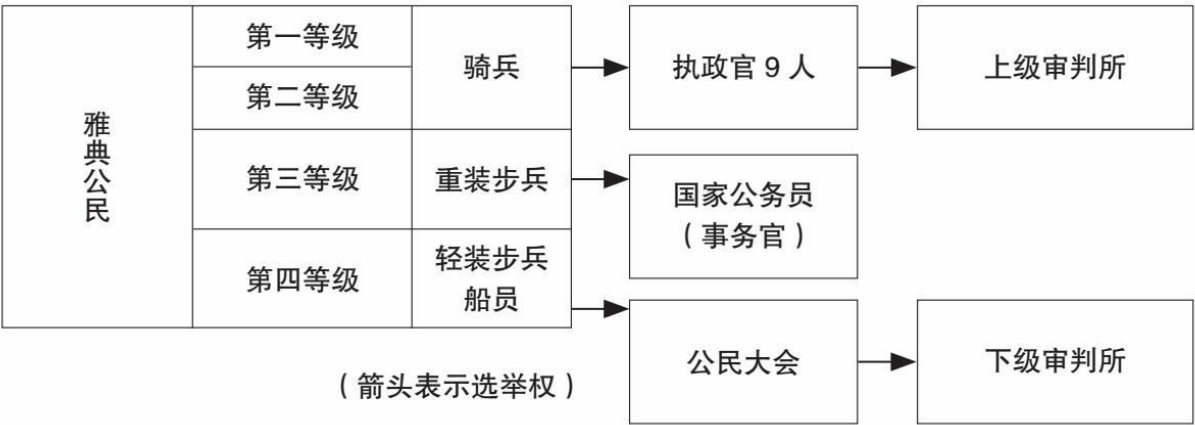 雅典公民
第一等级
骑兵
第二等级
第三等级
重装步兵
第四等级
轻装步兵
船员
执政官 9 人
上级审判所
国家公务员
（事务官）
公民大会
下级审判所
（箭头表示选举权）